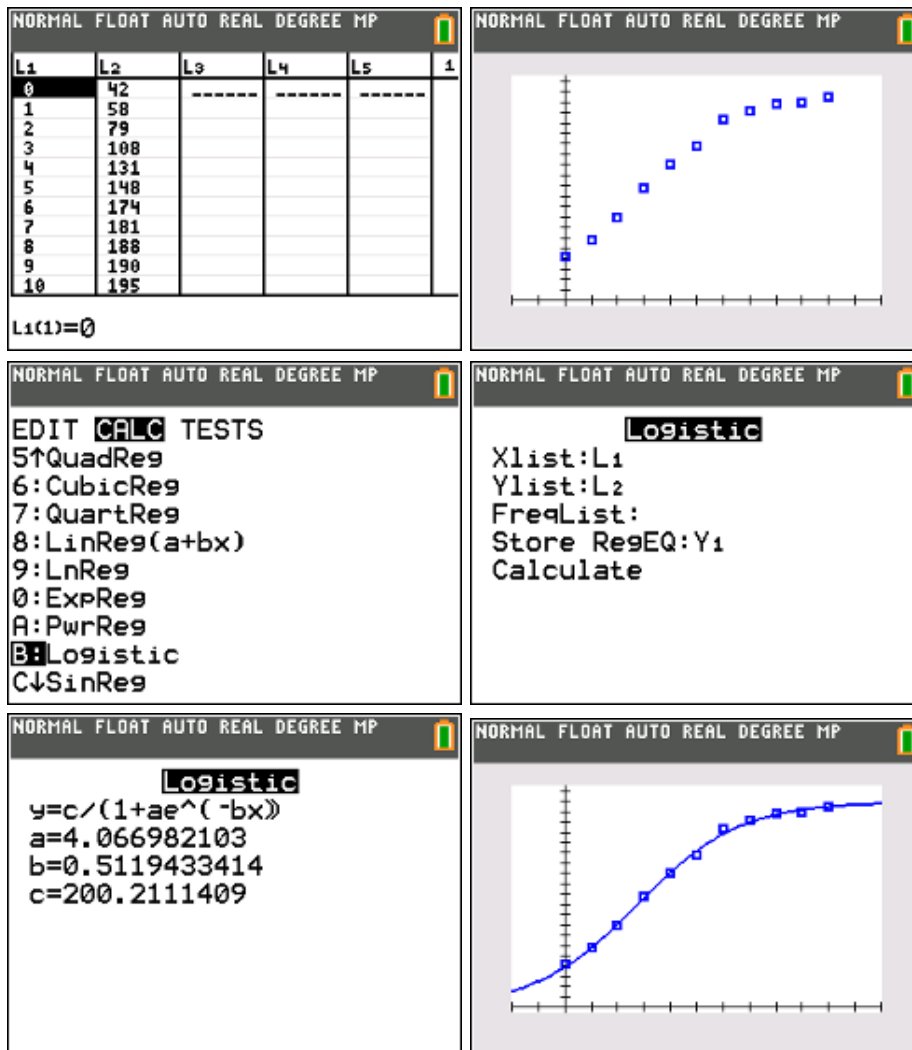 NORMAL FLOAT AUTO REAL DEGREE MP
L1 L2 L3 L4 L5 1
0 42 ------ ------ ------
1 58
2 79
3 108
4 131
5 148
6 174
7 181
8 188
9 190
10 195
L1(1)=0
NORMAL FLOAT AUTO REAL DEGREE MP
NORMAL FLOAT AUTO REAL DEGREE MP
EDIT CALC TESTS
5↑QuadReg
6:CubicReg
7:QuartReg
8:LinReg(a+bx)
9:LnReg
0:ExpReg
A:PwrReg
B:Logistic
C↓SinReg
NORMAL FLOAT AUTO REAL DEGREE MP
Logistic
Xlist:L1
Ylist:L2
FreqList:
Store RegEQ:Y1
Calculate
NORMAL FLOAT AUTO REAL DEGREE MP
Logistic
y=c/(1+ae^(-bx))
a=4.066982103
b=0.5119433414
c=200.2111409
NORMAL FLOAT AUTO REAL DEGREE MP